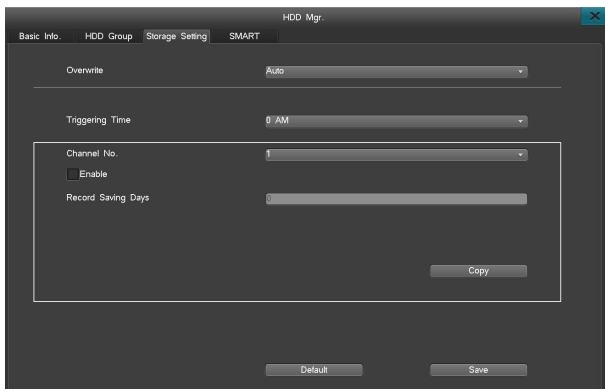 HDD Mgr.
Basic Info. HDD Group Storage Setting SMART
Overwrite Auto
Triggering Time 0 AM
Channel No. 1
Enable
Record Saving Days 0
Copy
Default Save